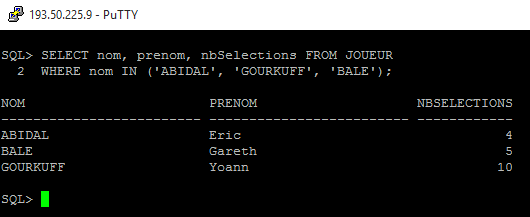 193.50.225.9 - PuTTY
SQL> SELECT nom, prenom, nbSelections FROM JOUEUR
  2  WHERE nom IN ('ABIDAL', 'GOURKUFF', 'BALE');
NOM                       PRENOM                    NBSELECTIONS
------------------------- ------------------------- ------------
ABIDAL                    Eric                                 4
BALE                      Gareth                               5
GOURKUFF                  Yoann                               10
SQL>